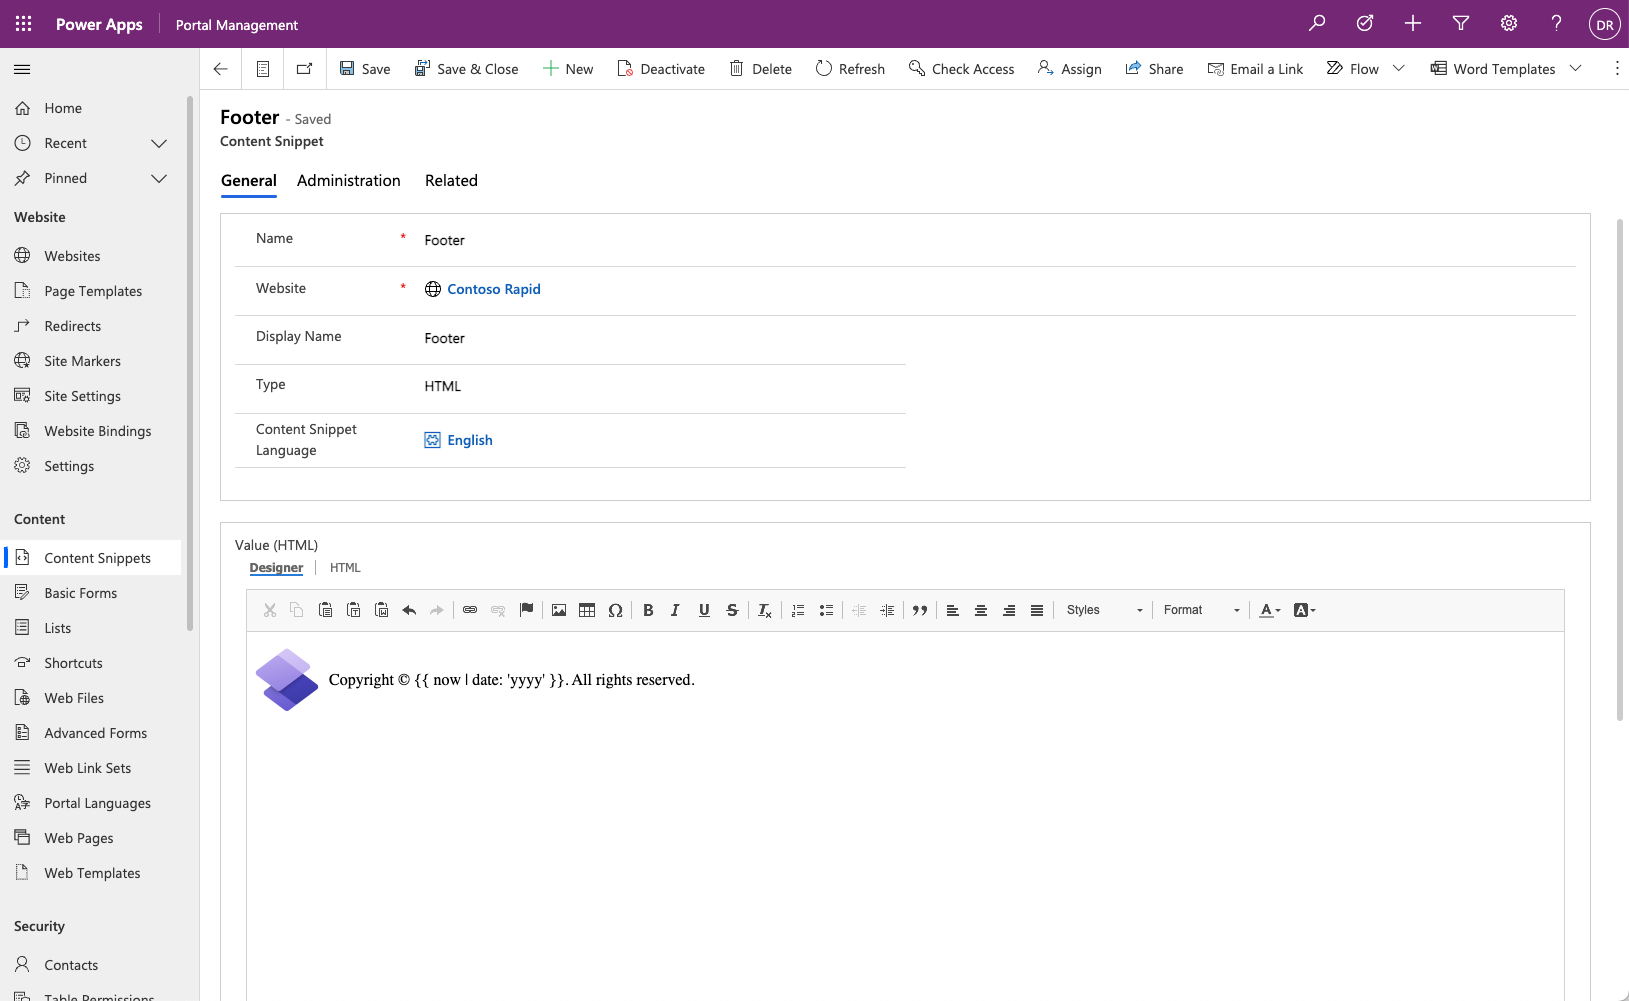 Power Apps
Portal Management
DR
Save
Save & Close
New
Deactivate
Delete
Refresh
Check Access
Assign
Share
Email a Link
Flow
Word Templates
Home
Recent
Pinned
Website
Websites
Page Templates
Redirects
Site Markers
Site Settings
Website Bindings
Settings
Content
Content Snippets
Basic Forms
Lists
Shortcuts
Web Files
Advanced Forms
Web Link Sets
Portal Languages
Web Pages
Web Templates
Security
Contacts
Table Permissions
Footer - Saved
Content Snippet
General
Administration
Related
Name * Footer
Website * Contoso Rapid
Display Name Footer
Type HTML
Content Snippet
Language
English
Value (HTML)
Designer
HTML
Styles
Format
Copyright © {{ now | date: 'yyyy' }}. All rights reserved.